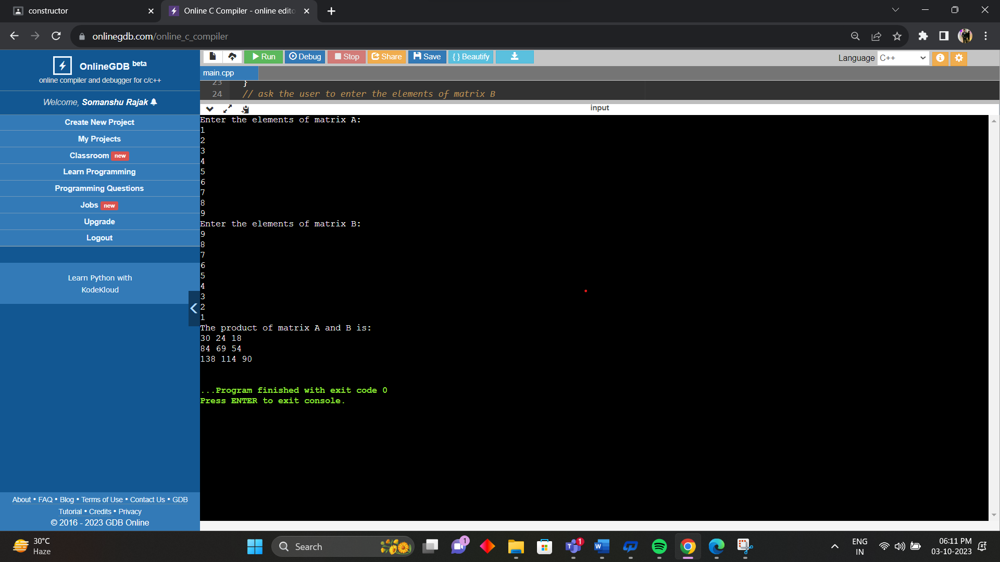 constructor
Online C Compiler - online edito
onlinegdb.com/online_c_compiler
OnlineGDB beta
online compiler and debugger for c/c++
Welcome, Somanshu Rajak
Create New Project
My Projects
Classroom new
Learn Programming
Programming Questions
Jobs new
Upgrade
Logout
Learn Python with
KodeKloud
About • FAQ • Blog • Terms of Use • Contact Us • GDB
Tutorial • Credits • Privacy
© 2016 - 2023 GDB Online
Run Debug Stop Share Save { } Beautify
Language C++
main.cpp
23 }
24 // ask the user to enter the elements of matrix B
input
Enter the elements of matrix A:
1
2
3
4
5
6
7
8
9
Enter the elements of matrix B:
9
8
7
6
5
4
3
2
1
The product of matrix A and B is:
30 24 18
84 69 54
138 114 90
...Program finished with exit code 0
Press ENTER to exit console.
30°C
Haze
Search
1
1
ENG
IN
06:11 PM
03-10-2023